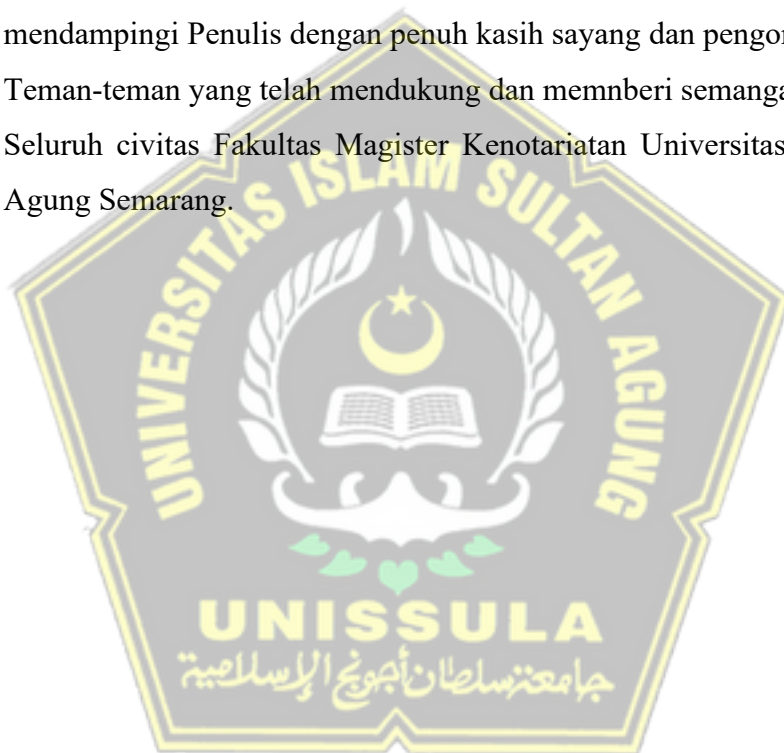 mendampingi Penulis dengan penuh kasih sayang dan pengo
Teman-teman yang telah mendukung dan memnberi semanga
Seluruh civitas Fakultas Magister Kenotariatan Universitas
Agung Semarang.
UNIVERSITAS ISLAM SULTAN AGUNG
UNISSULA
جامعة سلطان أجونج الإسلامية